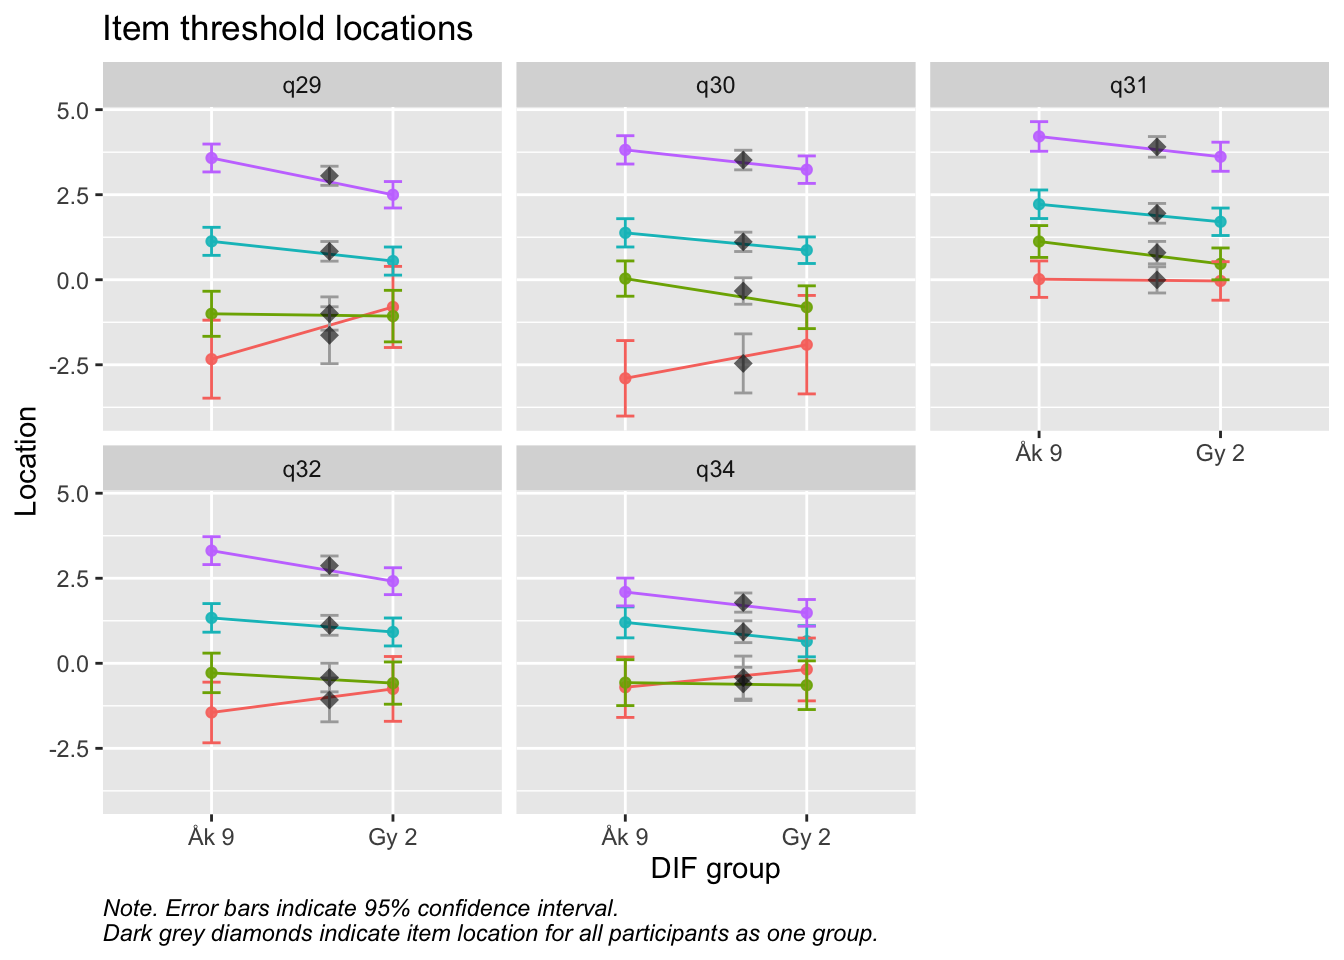 Item threshold locations
q29 q30 q31
5.0
2.5
0.0
-2.5
Åk 9 Gy 2
Location
q32 q34
5.0
2.5
0.0
-2.5
Åk 9 Gy 2 Åk 9 Gy 2
DIF group
Note. Error bars indicate 95% confidence interval.
Dark grey diamonds indicate item location for all participants as one group.